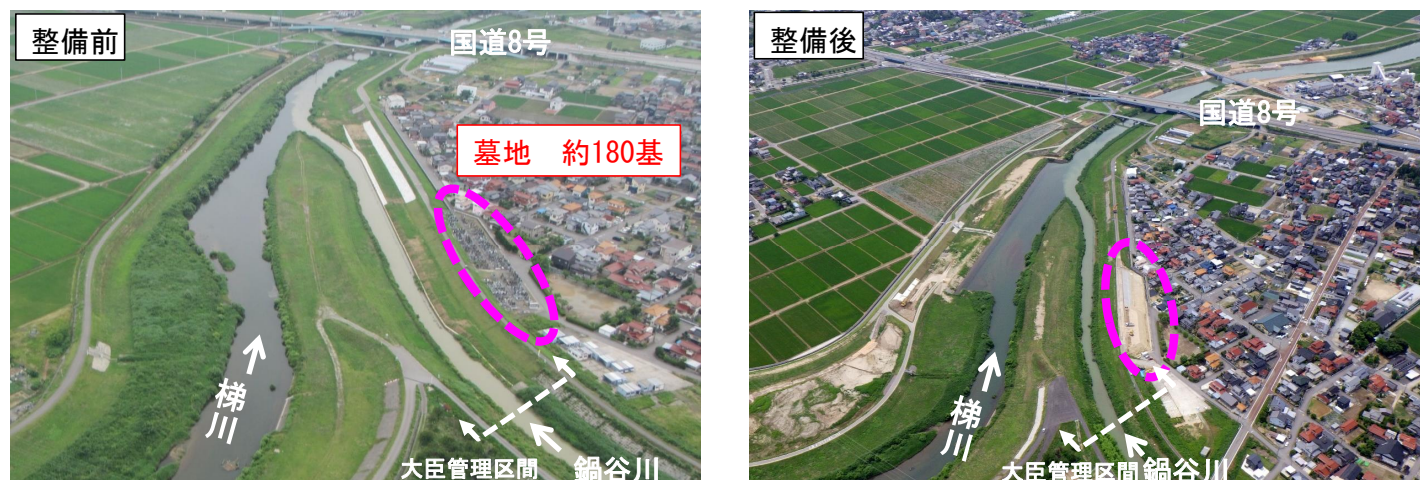 整備前
国道8号
墓地　約180基
梯川
大臣管理区間
鍋谷川
整備後
国道8号
梯川
大臣管理区間
鍋谷川